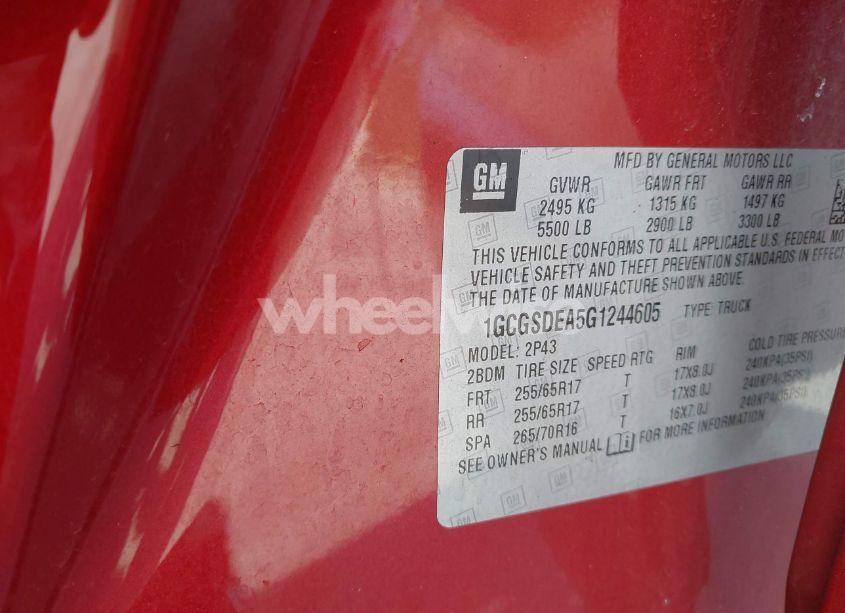 GM
MFD BY GENERAL MOTORS LLC
GVWR GAWR FRT GAWR RR
2495 KG 1315 KG 1497 KG
5500 LB 2900 LB 3300 LB
THIS VEHICLE CONFORMS TO ALL APPLICABLE U.S. FEDERAL MO
VEHICLE SAFETY AND THEFT PREVENTION STANDARDS IN EFFECT
THE DATE OF MANUFACTURE SHOWN ABOVE.
1GCGSDEA5G1244605 TYPE: TRUCK
MODEL: 2P43
2BDM TIRE SIZE SPEED RTG RIM COLD TIRE PRESSURE
FRT 255/65R17 T 17X8.0J 240KPA(35PSI)
RR 255/65R17 T 17X8.0J 240KPA(35PSI)
SPA 265/70R16 T 16X7.0J 240KPA(35PSI)
SEE OWNER'S MANUAL FOR MORE INFORMATION